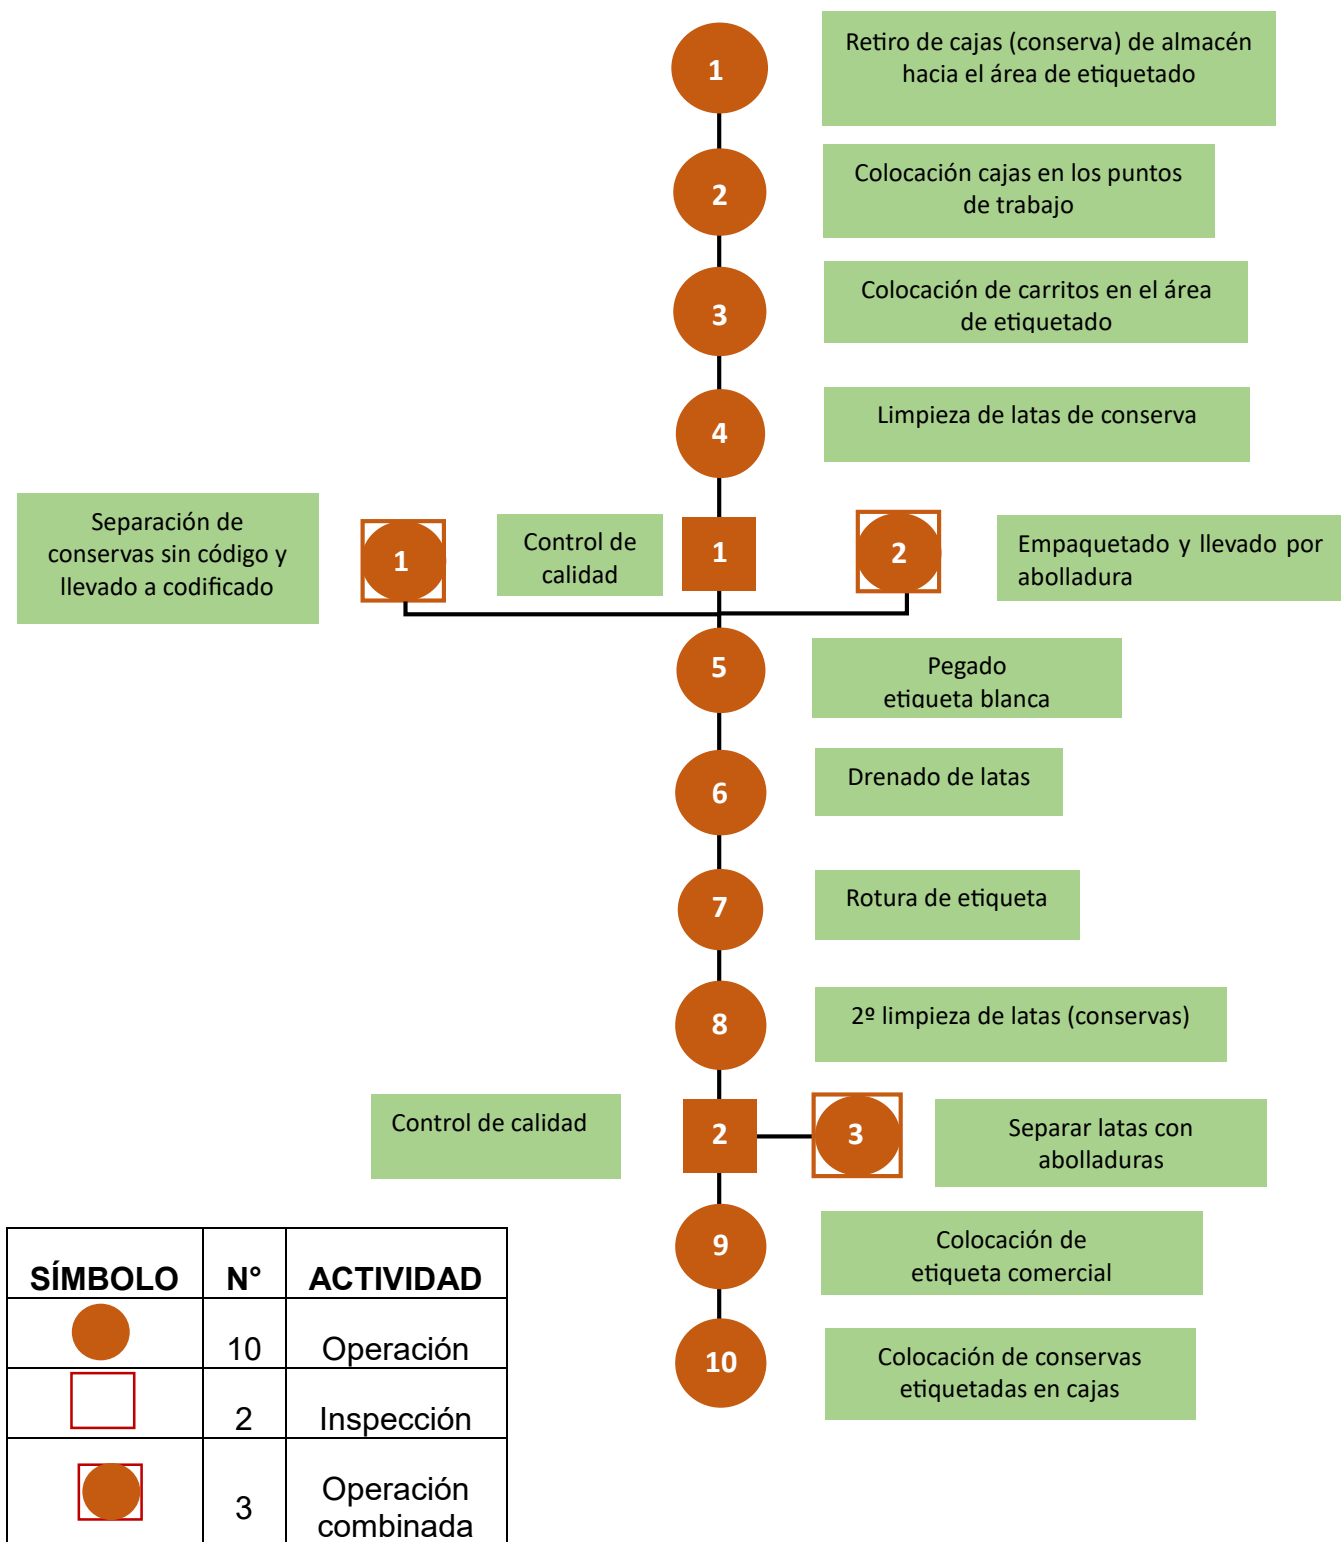 1
Retiro de cajas (conserva) de almacén
hacia el área de etiquetado
2
Colocación cajas en los puntos
de trabajo
3
Colocación de carritos en el área
de etiquetado
4
Limpieza de latas de conserva
Separación de
conservas sin código y
llevado a codificado
1
Control de
calidad
1
2
Empaquetado y llevado por
abolladura
5
Pegado
etiqueta blanca
6
Drenado de latas
7
Rotura de etiqueta
8
2º limpieza de latas (conservas)
Control de calidad
2
3
Separar latas con
abolladuras
9
Colocación de
etiqueta comercial
10
Colocación de conservas
etiquetadas en cajas
SÍMBOLO N° ACTIVIDAD
10 Operación
2 Inspección
3 Operación
combinada